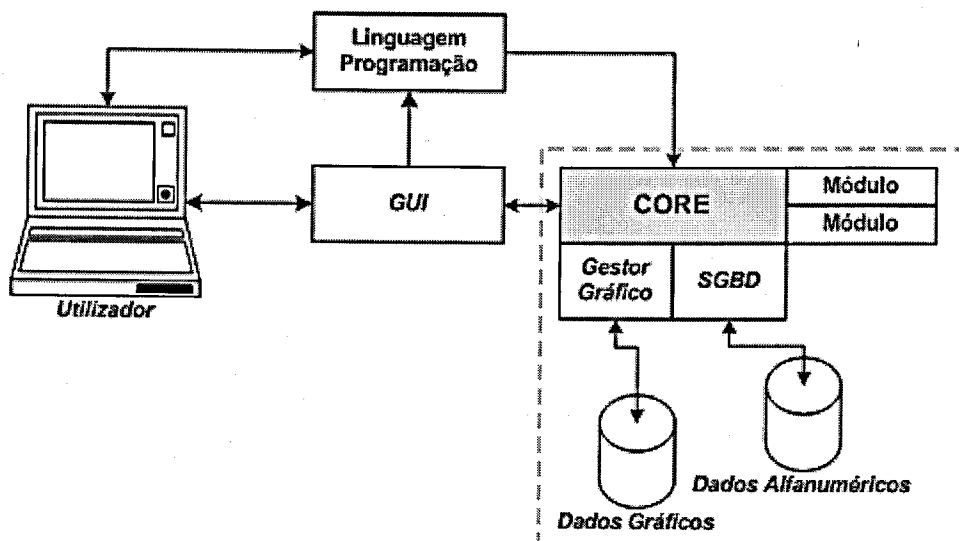 Linguagem
Programação
GUI
CORE
Módulo
Módulo
Gestor
Gráfico
SGBD
Utilizador
Dados Alfanuméricos
Dados Gráficos